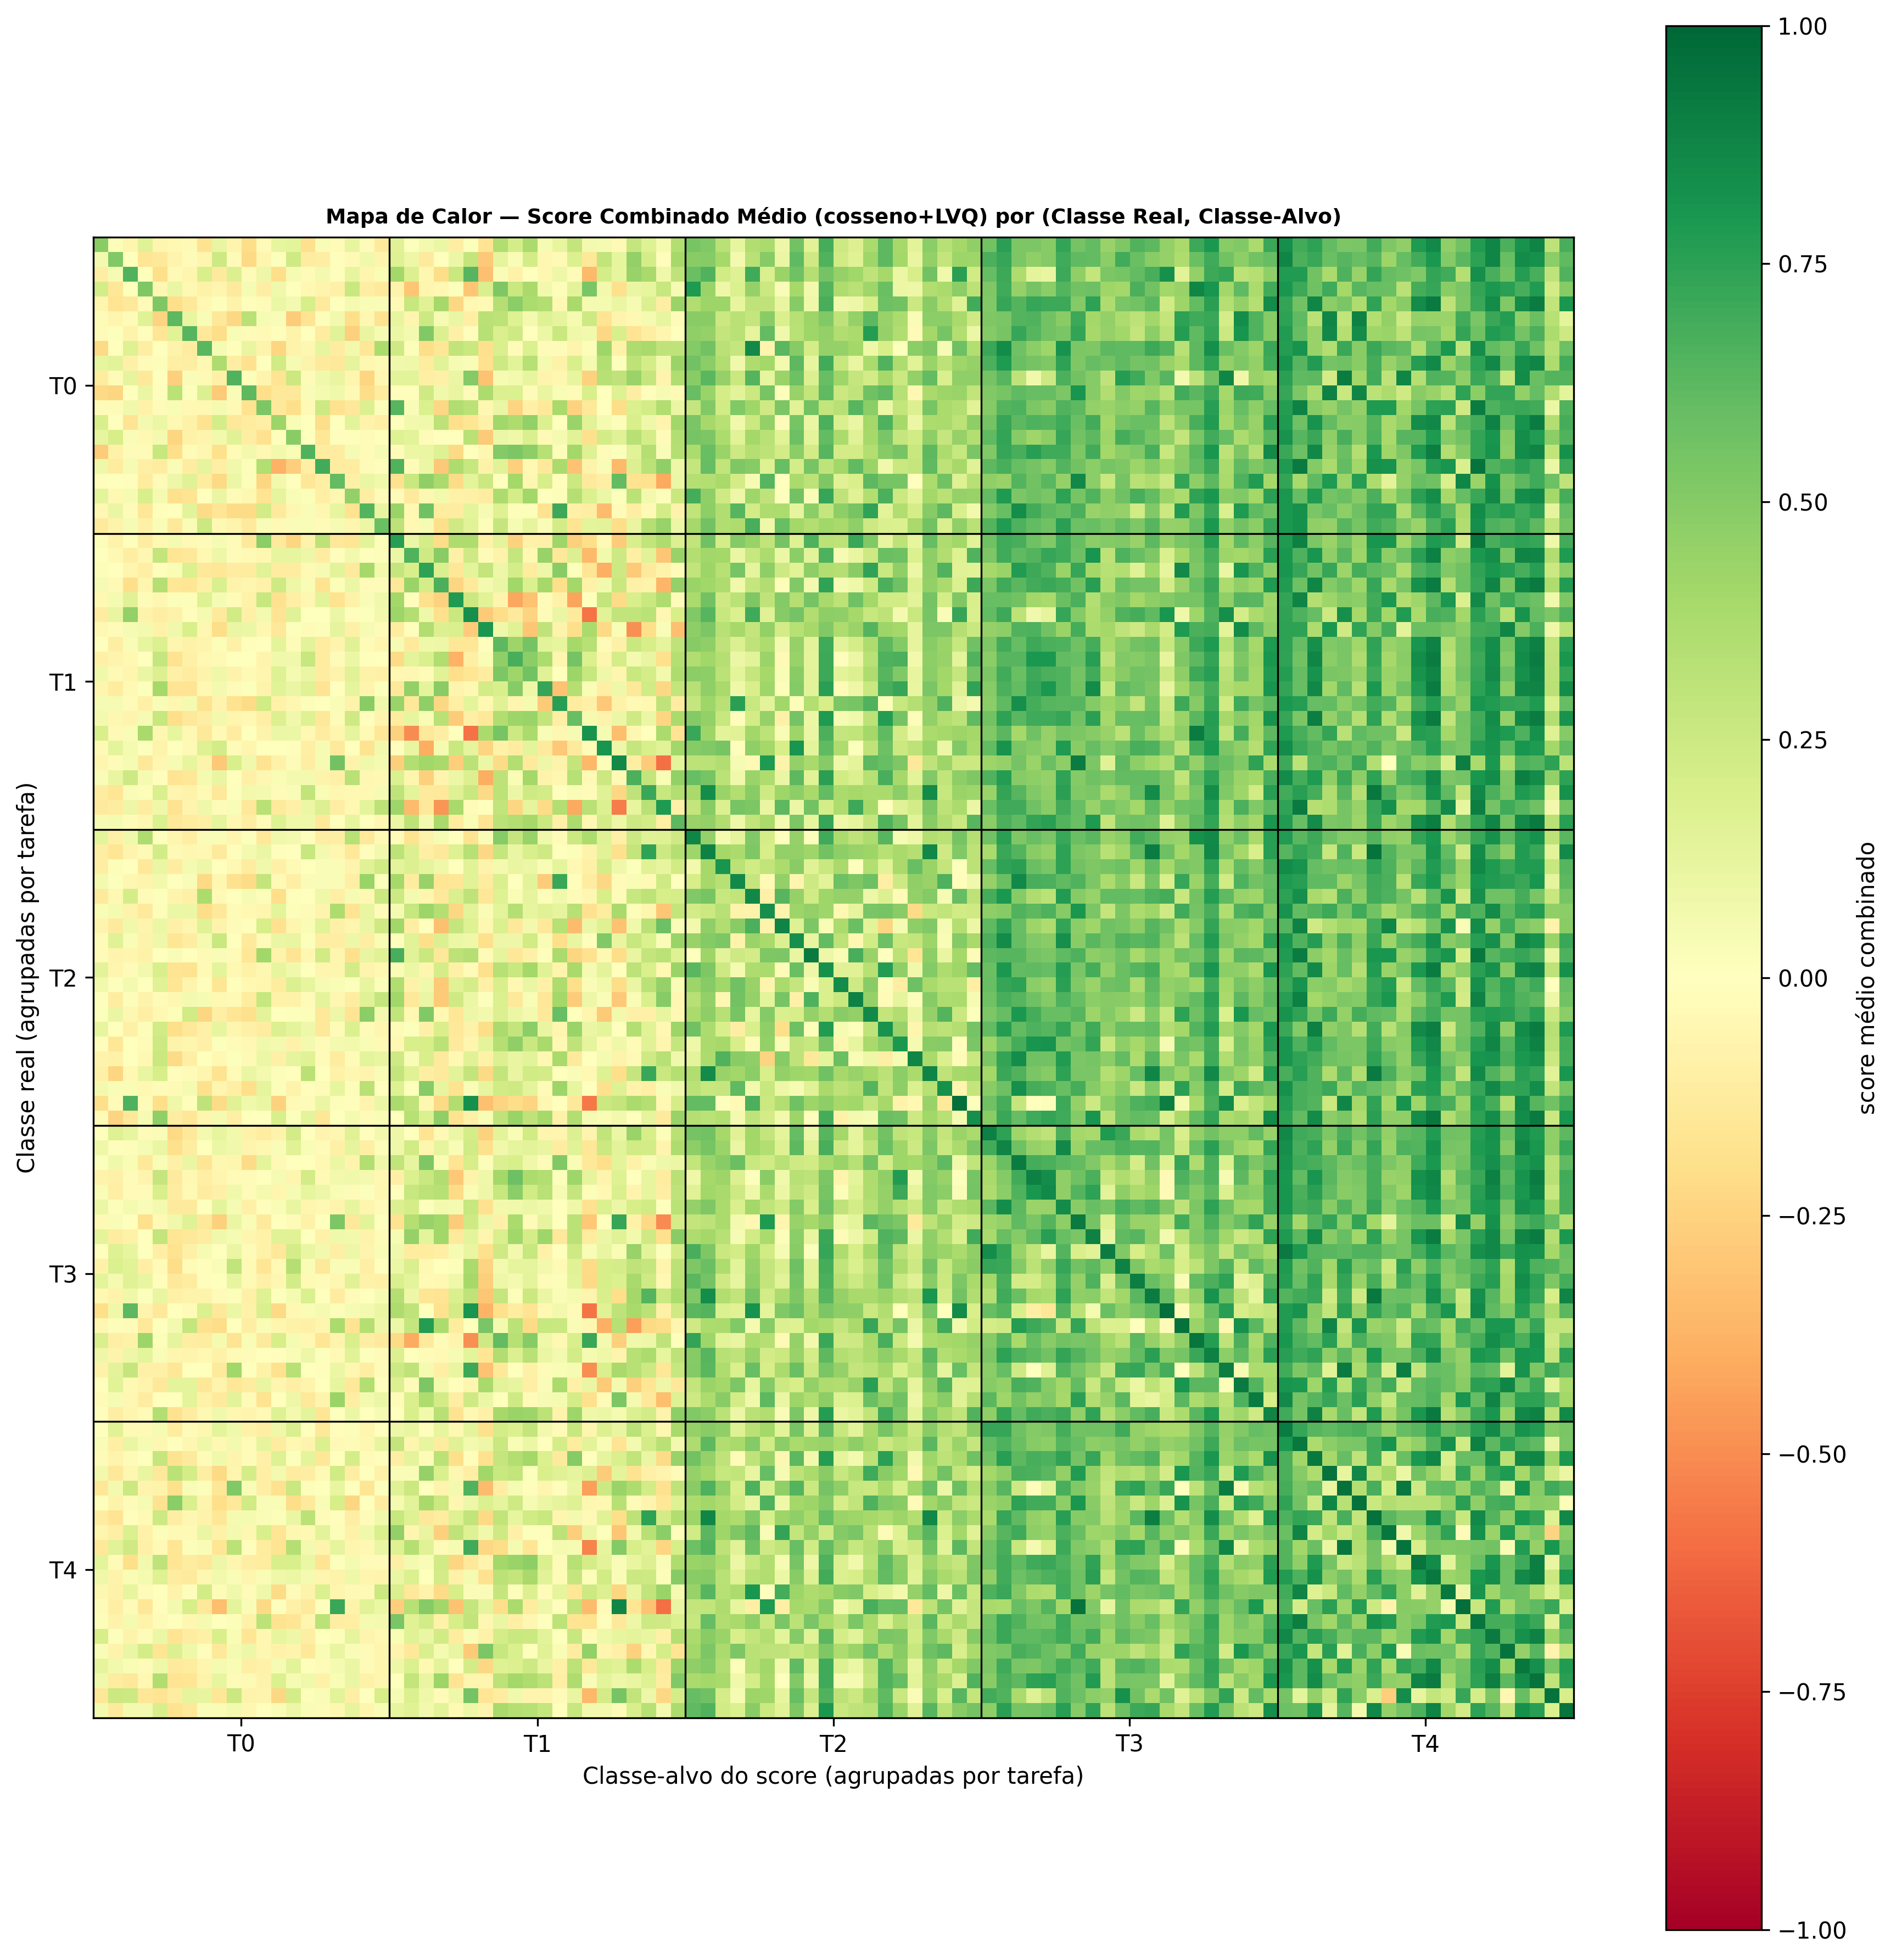 Mapa de Calor — Score Combinado Médio (cosseno+LVQ) por (Classe Real, Classe-Alvo)
Classe real (agrupadas por tarefa)
T0
T1
T2
T3
T4
T0 T1 T2 T3 T4
Classe-alvo do score (agrupadas por tarefa)
1.00
0.75
0.50
0.25
0.00
−0.25
−0.50
−0.75
−1.00
score médio combinado